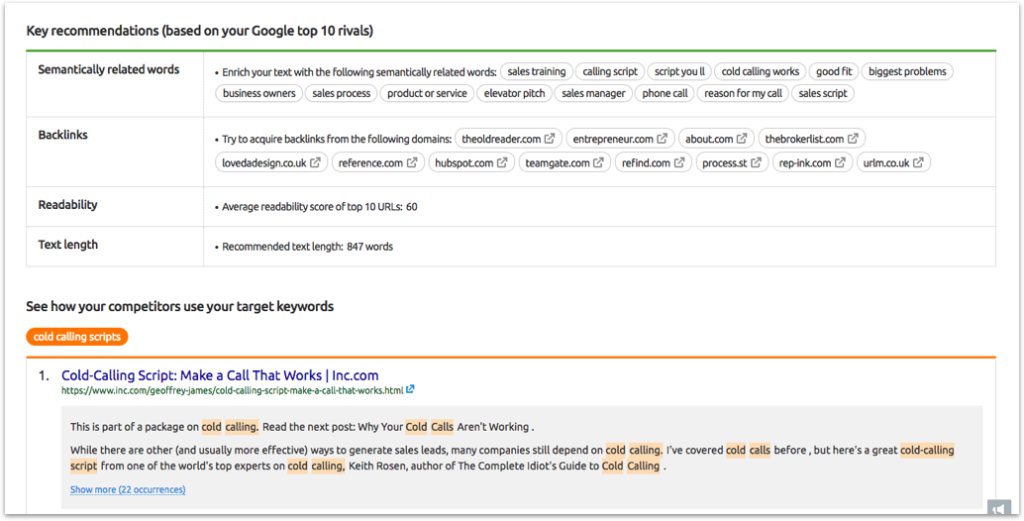 Key recommendations (based on your Google top 10 rivals)
Semantically related words
• Enrich your text with the following semantically related words: sales training calling script script you ll cold calling works good fit biggest problems
business owners sales process product or service elevator pitch sales manager phone call reason for my call sales script
Backlinks
• Try to acquire backlinks from the following domains: theoldreader.com entrepreneur.com about.com thebrokerlist.com
lovedadesign.co.uk reference.com hubspot.com teamgate.com refind.com process.st rep-ink.com urlm.co.uk
Readability
• Average readability score of top 10 URLs: 60
Text length
• Recommended text length: 847 words
See how your competitors use your target keywords
cold calling scripts
1. Cold-Calling Script: Make a Call That Works | Inc.com
https://www.inc.com/geoffrey-james/cold-calling-script-make-a-call-that-works.html
This is part of a package on cold calling. Read the next post: Why Your Cold Calls Aren't Working .
While there are other (and usually more effective) ways to generate sales leads, many companies still depend on cold calling. I've covered cold calls before , but here's a great cold-calling
script from one of the world's top experts on cold calling, Keith Rosen, author of The Complete Idiot's Guide to Cold Calling .
Show more (22 occurrences)